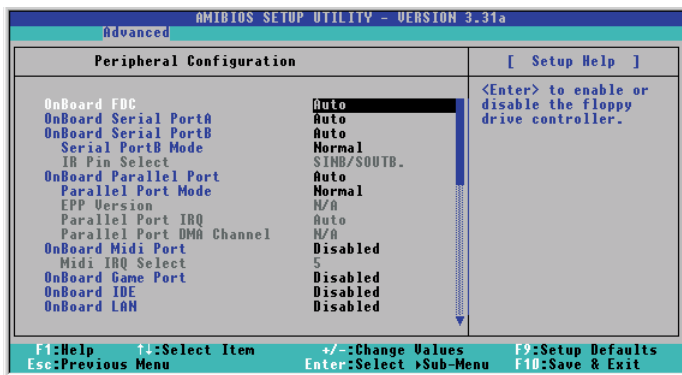 AMIBIOS SETUP UTILITY - VERSION 3.31a
Advanced
Peripheral Configuration
[ Setup Help ]
OnBoard FDC Auto
OnBoard Serial PortA Auto
OnBoard Serial PortB Auto
Serial PortB Mode Normal
IR Pin Select SINB/SOUTB.
OnBoard Parallel Port Auto
Parallel Port Mode Normal
EPP Version N/A
Parallel Port IRQ Auto
Parallel Port DMA Channel N/A
OnBoard Midi Port Disabled
Midi IRQ Select 5
OnBoard Game Port Disabled
OnBoard IDE Disabled
OnBoard LAN Disabled
<Enter> to enable or
disable the floppy
drive controller.
F1:Help ↑↓:Select Item +/-:Change Values F9:Setup Defaults
Esc:Previous Menu Enter:Select ▸Sub-Menu F10:Save & Exit